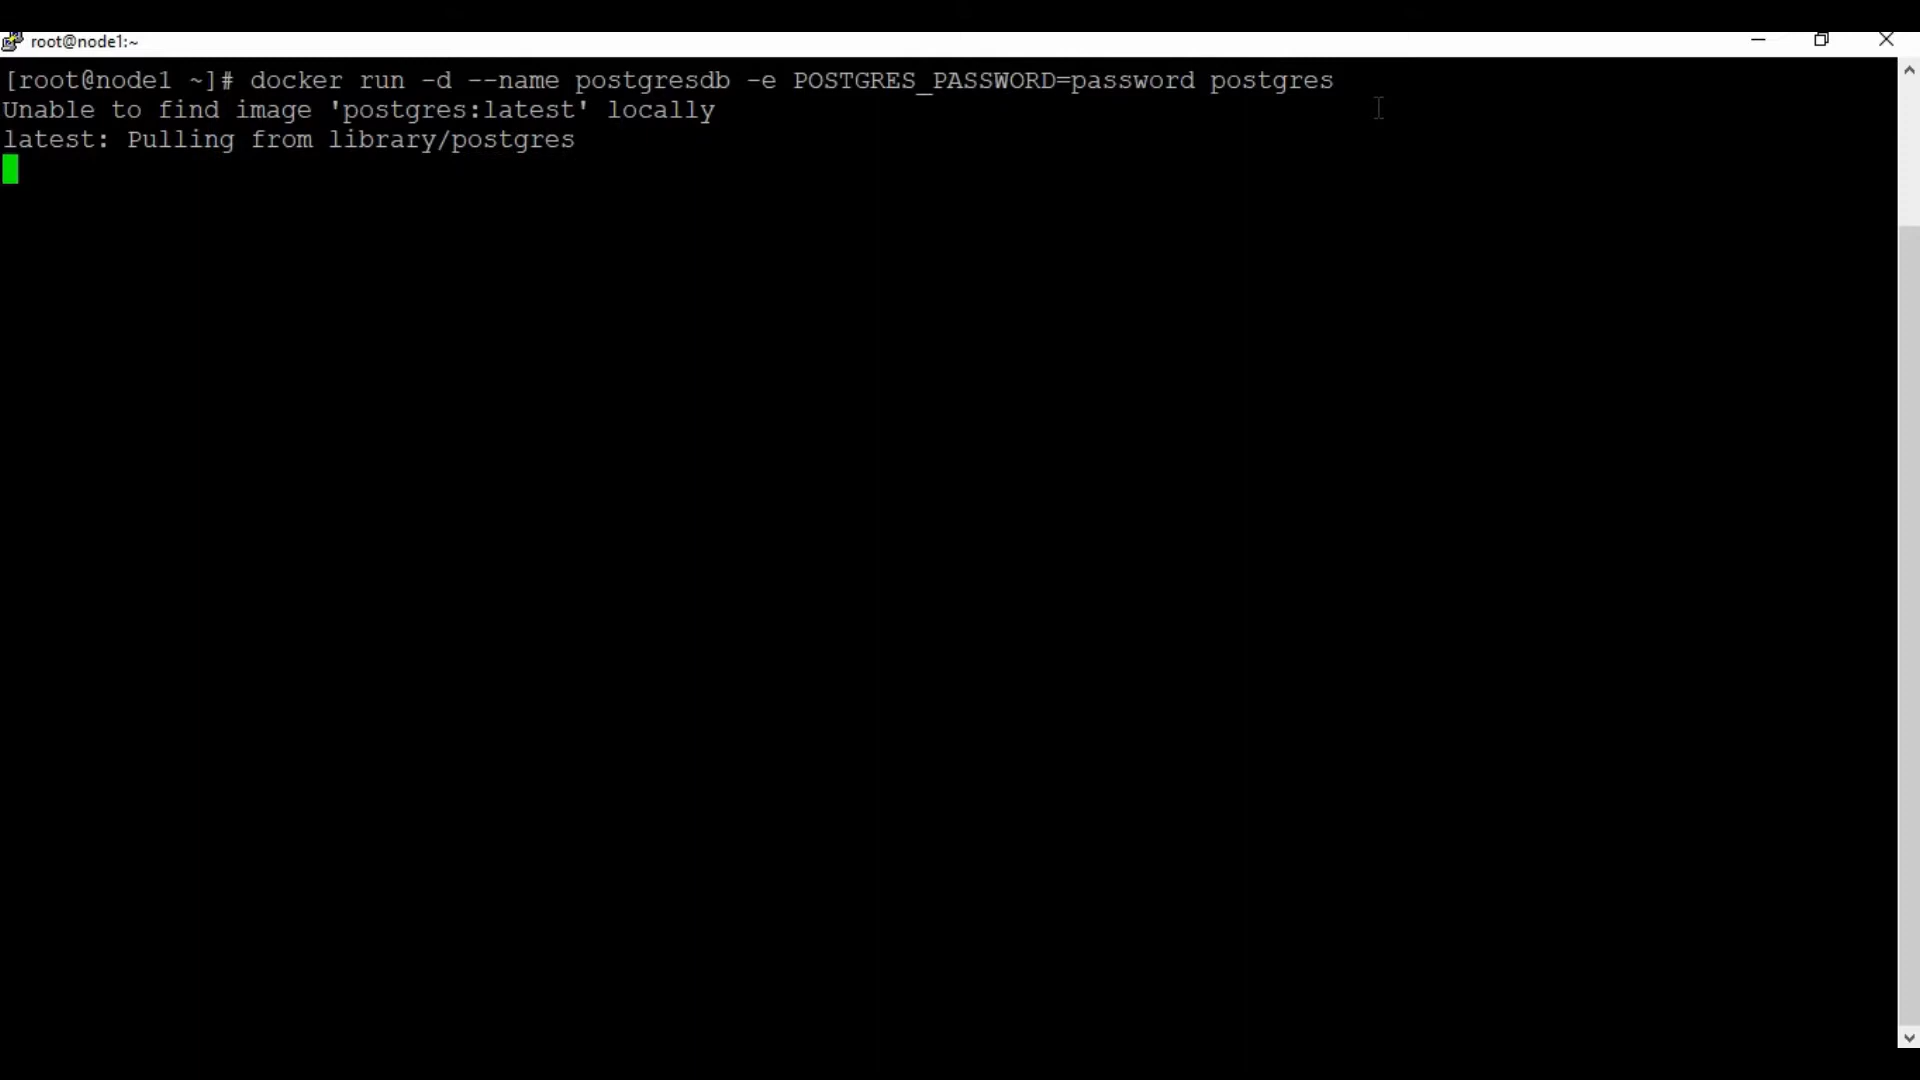 root@node1:~
[root@node1 ~]# docker run -d --name postgresdb -e POSTGRES_PASSWORD=password postgres
Unable to find image 'postgres:latest' locally
latest: Pulling from library/postgres